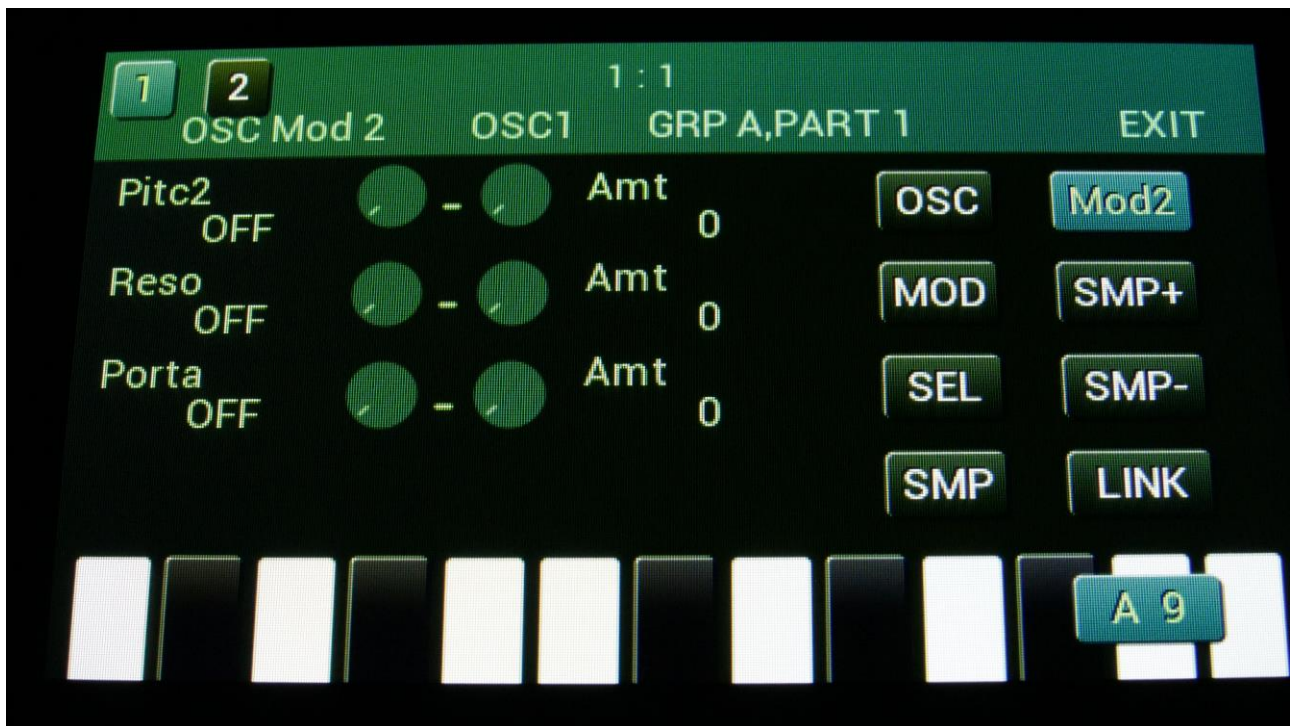 1 2 1 : 1
OSC Mod 2 OSC1 GRP A,PART 1 EXIT
Pitc2 - Amt OSC Mod2
OFF 0
Reso - Amt MOD SMP+
OFF 0
Porta - Amt SEL SMP-
OFF 0
SMP LINK
A 9